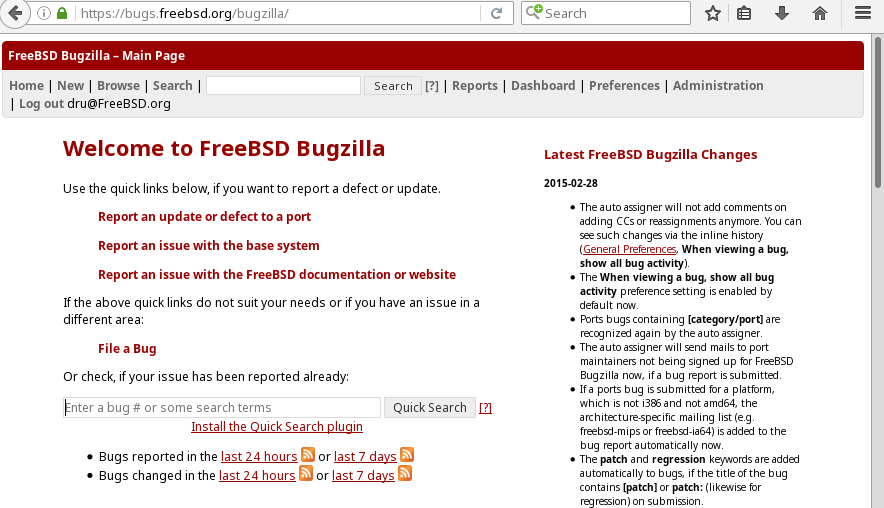 https://bugs.freebsd.org/bugzilla/
Search
FreeBSD Bugzilla – Main Page
Home | New | Browse | Search | Search [?] | Reports | Dashboard | Preferences | Administration
| Log out dru@FreeBSD.org
Welcome to FreeBSD Bugzilla
Use the quick links below, if you want to report a defect or update.
Report an update or defect to a port
Report an issue with the base system
Report an issue with the FreeBSD documentation or website
If the above quick links do not suit your needs or if you have an issue in a
different area:
File a Bug
Or check, if your issue has been reported already:
Enter a bug # or some search terms Quick Search [?]
Install the Quick Search plugin
• Bugs reported in the last 24 hours or last 7 days
• Bugs changed in the last 24 hours or last 7 days
Latest FreeBSD Bugzilla Changes
2015-02-28
• The auto assigner will not add comments on
adding CCs or reassignments anymore. You can
see such changes via the inline history
(General Preferences, When viewing a bug,
show all bug activity).
• The When viewing a bug, show all bug
activity preference setting is enabled by
default now.
• Ports bugs containing [category/port] are
recognized again by the auto assigner.
• The auto assigner will send mails to port
maintainers not being signed up for FreeBSD
Bugzilla now, if a bug report is submitted.
• If a ports bug is submitted for a platform,
which is not i386 and not amd64, the
architecture-specific mailing list (e.g.
freebsd-mips or freebsd-ia64) is added to the
bug report automatically now.
• The patch and regression keywords are added
automatically to bugs, if the title of the bug
contains [patch] or patch: (likewise for
regression) on submission.